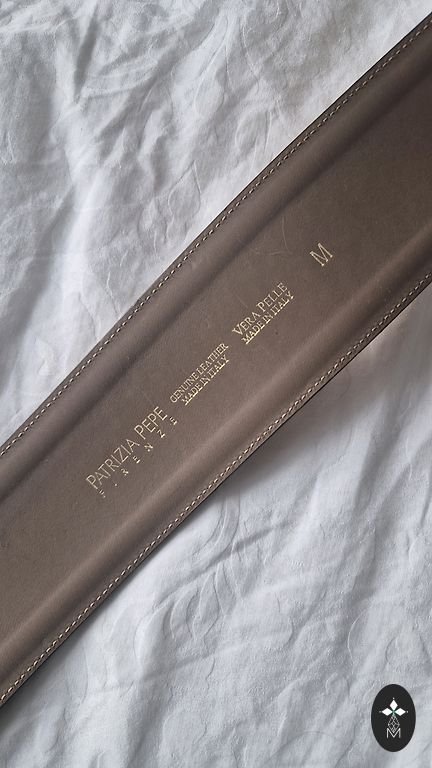 PATRIZIA PEPE
FIRENZE
GENUINE LEATHER
MADE IN ITALY
VERA PELLE
MADE IN ITALY
M
M